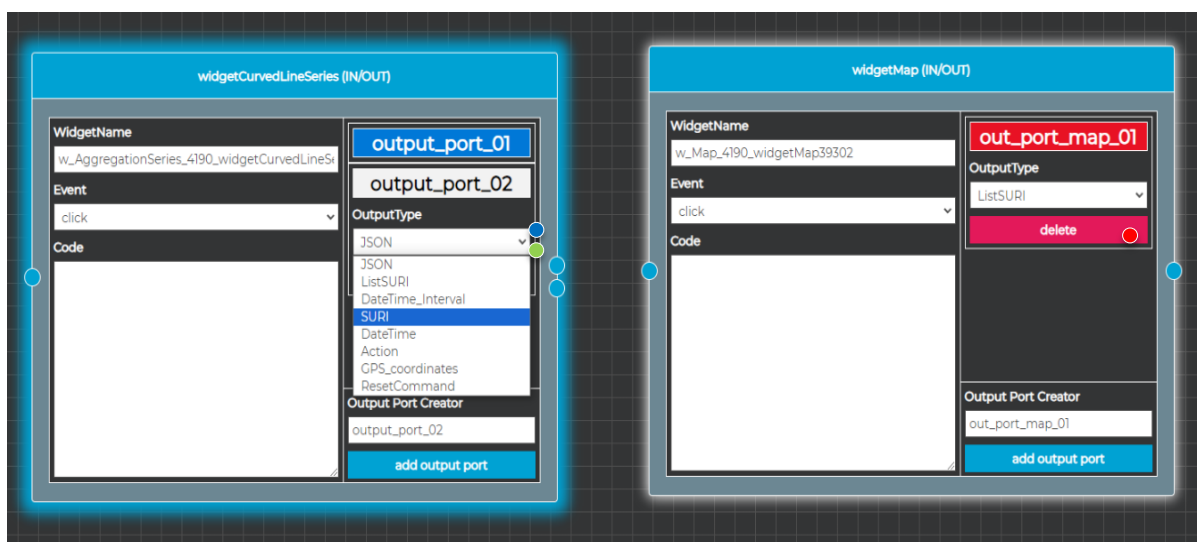 widgetCurvedLineSeries (IN/OUT)
WidgetName
w_AggregationSeries_4190_widgetCurvedLineSe
Event
click
Code
output_port_01
output_port_02
OutputType
JSON
JSON
ListSURI
DateTime_Interval
SURI
DateTime
Action
GPS_coordinates
ResetCommand
Output Port Creator
output_port_02
add output port
widgetMap (IN/OUT)
WidgetName
w_Map_4190_widgetMap39302
Event
click
Code
out_port_map_01
OutputType
ListSURI
delete
Output Port Creator
out_port_map_01
add output port